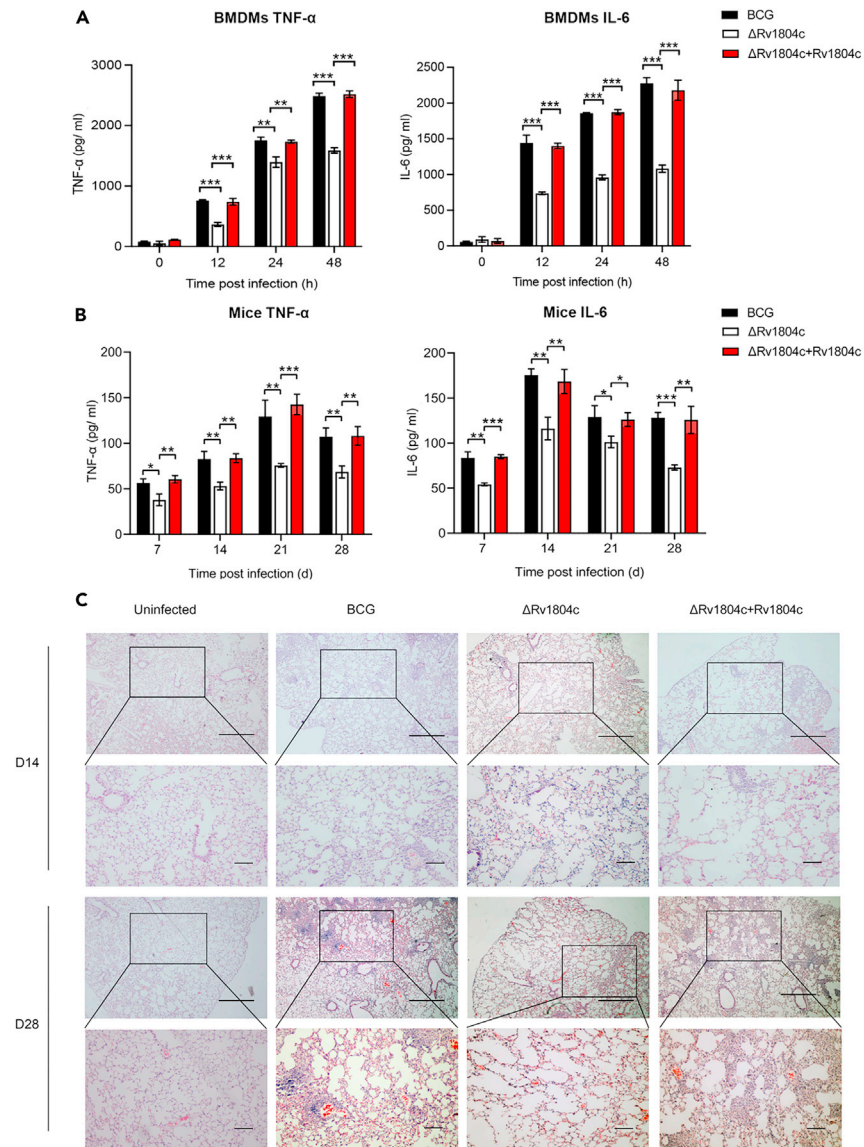 A
BMDMs TNF-α
BMDMs IL-6
BCG
ΔRv1804c
ΔRv1804c+Rv1804c
TNF-α (pg/ ml)
3000
2000
1000
0
***
***
**
**
***
***
0 12 24 48
Time post infection (h)
IL-6 (pg/ ml)
2500
2000
1500
1000
500
0
***
***
***
***
***
***
0 12 24 48
Time post infection (h)
B
Mice TNF-α
Mice IL-6
BCG
ΔRv1804c
ΔRv1804c+Rv1804c
TNF-α (pg/ ml)
200
150
100
50
0
*
**
**
**
**
***
**
**
7 14 21 28
Time post infection (d)
IL-6 (pg/ ml)
200
150
100
50
0
**
***
**
**
*
*
***
**
7 14 21 28
Time post infection (d)
C
Uninfected BCG ΔRv1804c ΔRv1804c+Rv1804c
D14
D28